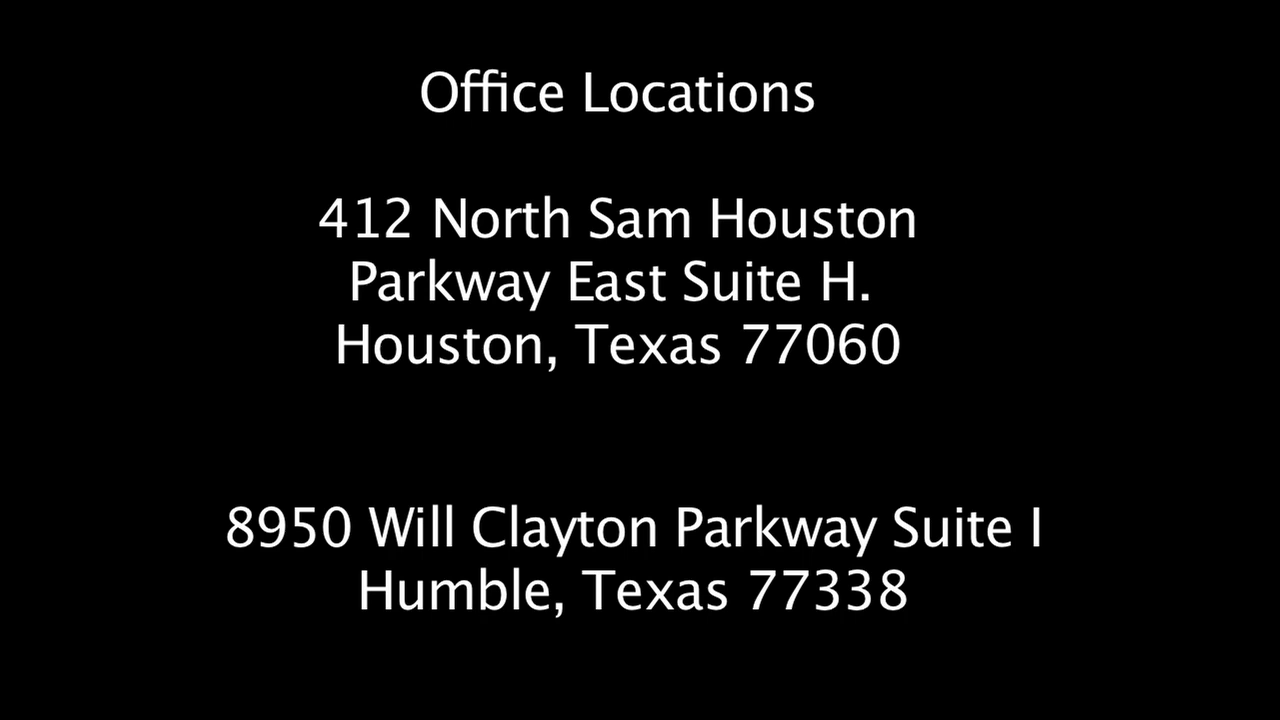 Office Locations
412 North Sam Houston
Parkway East Suite H.
Houston, Texas 77060
8950 Will Clayton Parkway Suite I
Humble, Texas 77338